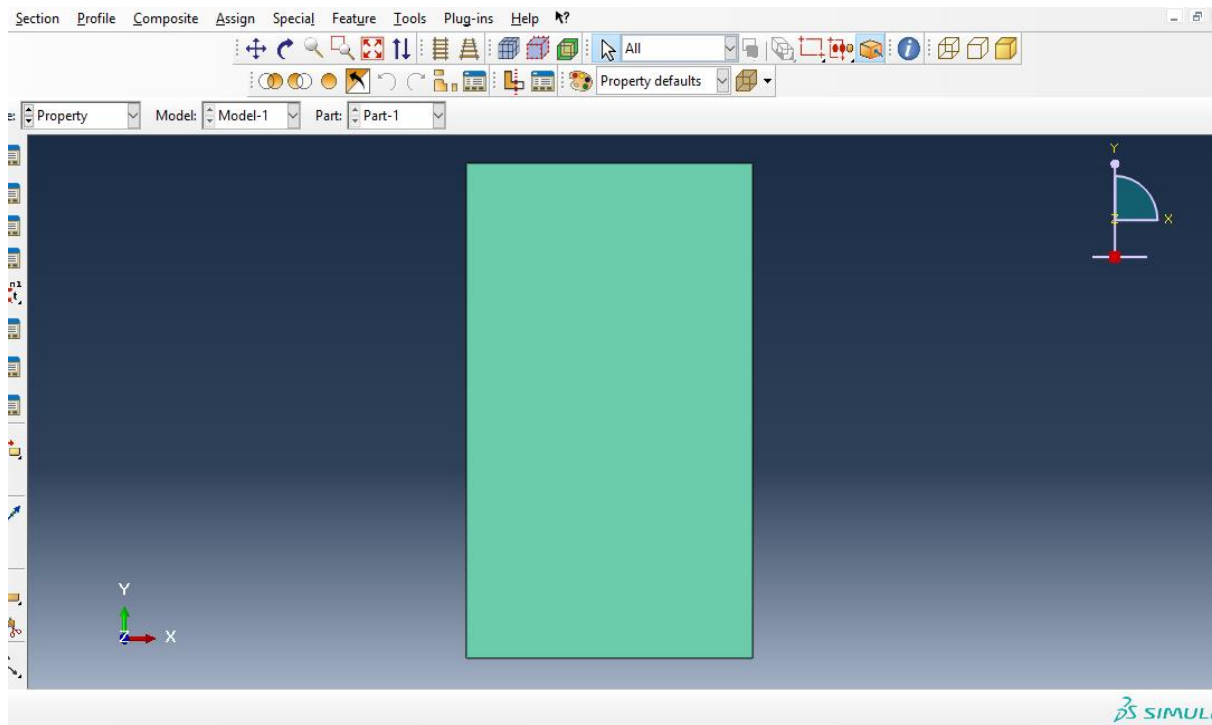 Section Profile Composite Assign Special Feature Tools Plug-ins Help
All
Property defaults
Property Model: Model-1 Part: Part-1
Y
Z X
n1
t
Y
Z X
SIMUL